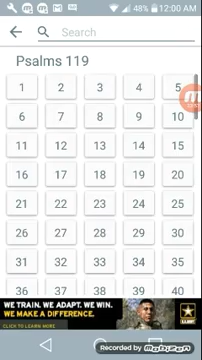 48% 12:00 AM
Search
Psalms 119
1 2 3 4 5
6 7 8 9 10
11 12 13 14 15
16 17 18 19 20
21 22 23 24 25
26 27 28 29 30
31 32 33 34 35
36 37 38 39 40
WE TRAIN. WE ADAPT. WE WIN.
WE MAKE A DIFFERENCE.
CLICK TO LEARN MORE
Recorded by